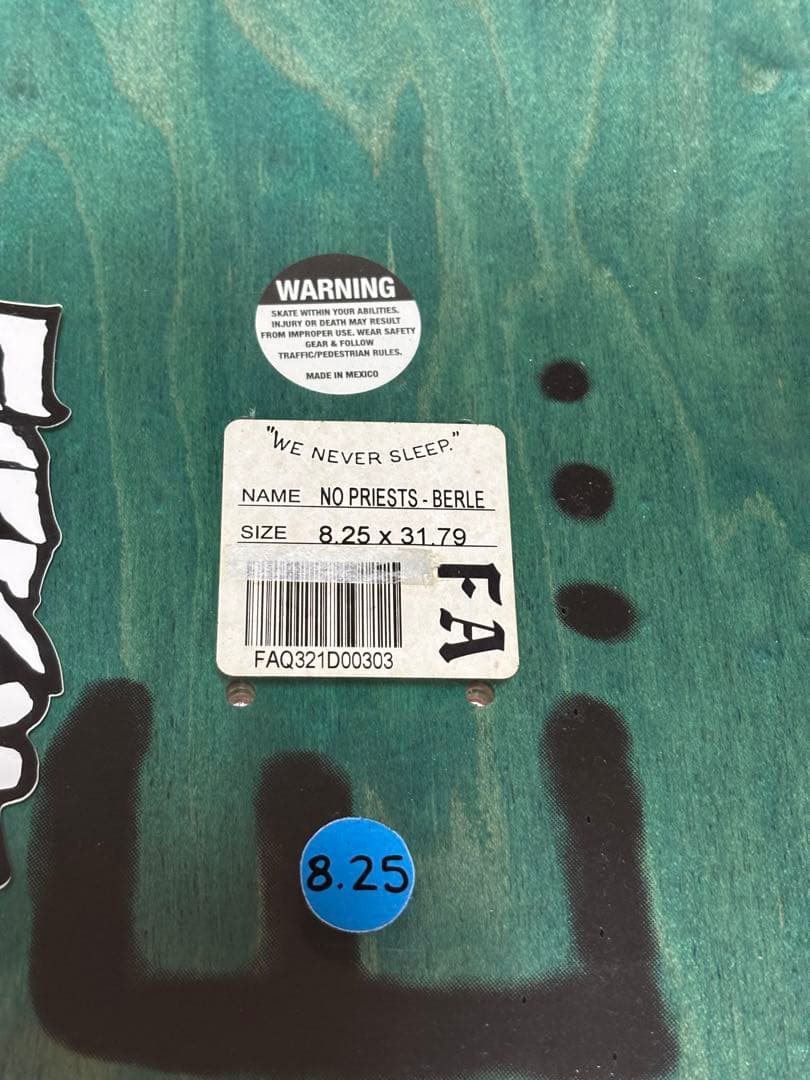 WARNING
SKATE WITHIN YOUR ABILITIES.
INJURY OR DEATH MAY RESULT
FROM IMPROPER USE. WEAR SAFETY
GEAR & FOLLOW
TRAFFIC/PEDESTRIAN RULES.
MADE IN MEXICO
"WE NEVER SLEEP."
NAME NO PRIESTS - BERLE
SIZE 8.25 x 31.79
FA
FAQ321D00303
E...
8.25